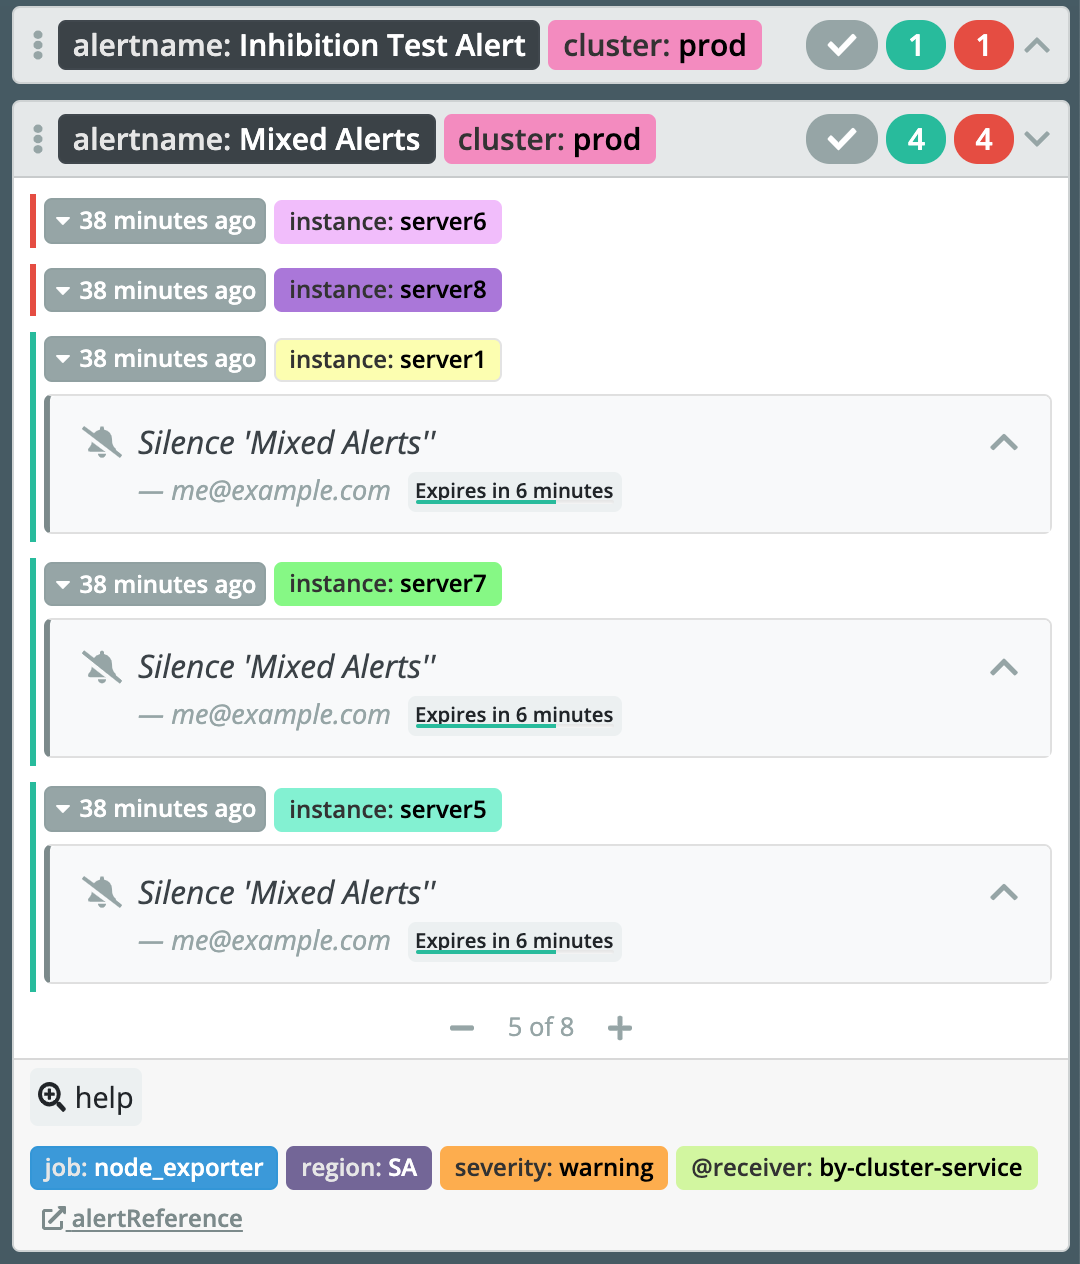 alertname: Inhibition Test Alert cluster: prod 1 1
alertname: Mixed Alerts cluster: prod 4 4
38 minutes ago instance: server6
38 minutes ago instance: server8
38 minutes ago instance: server1
Silence 'Mixed Alerts''
— me@example.com Expires in 6 minutes
38 minutes ago instance: server7
Silence 'Mixed Alerts''
— me@example.com Expires in 6 minutes
38 minutes ago instance: server5
Silence 'Mixed Alerts''
— me@example.com Expires in 6 minutes
5 of 8
help
job: node_exporter region: SA severity: warning @receiver: by-cluster-service
alertReference